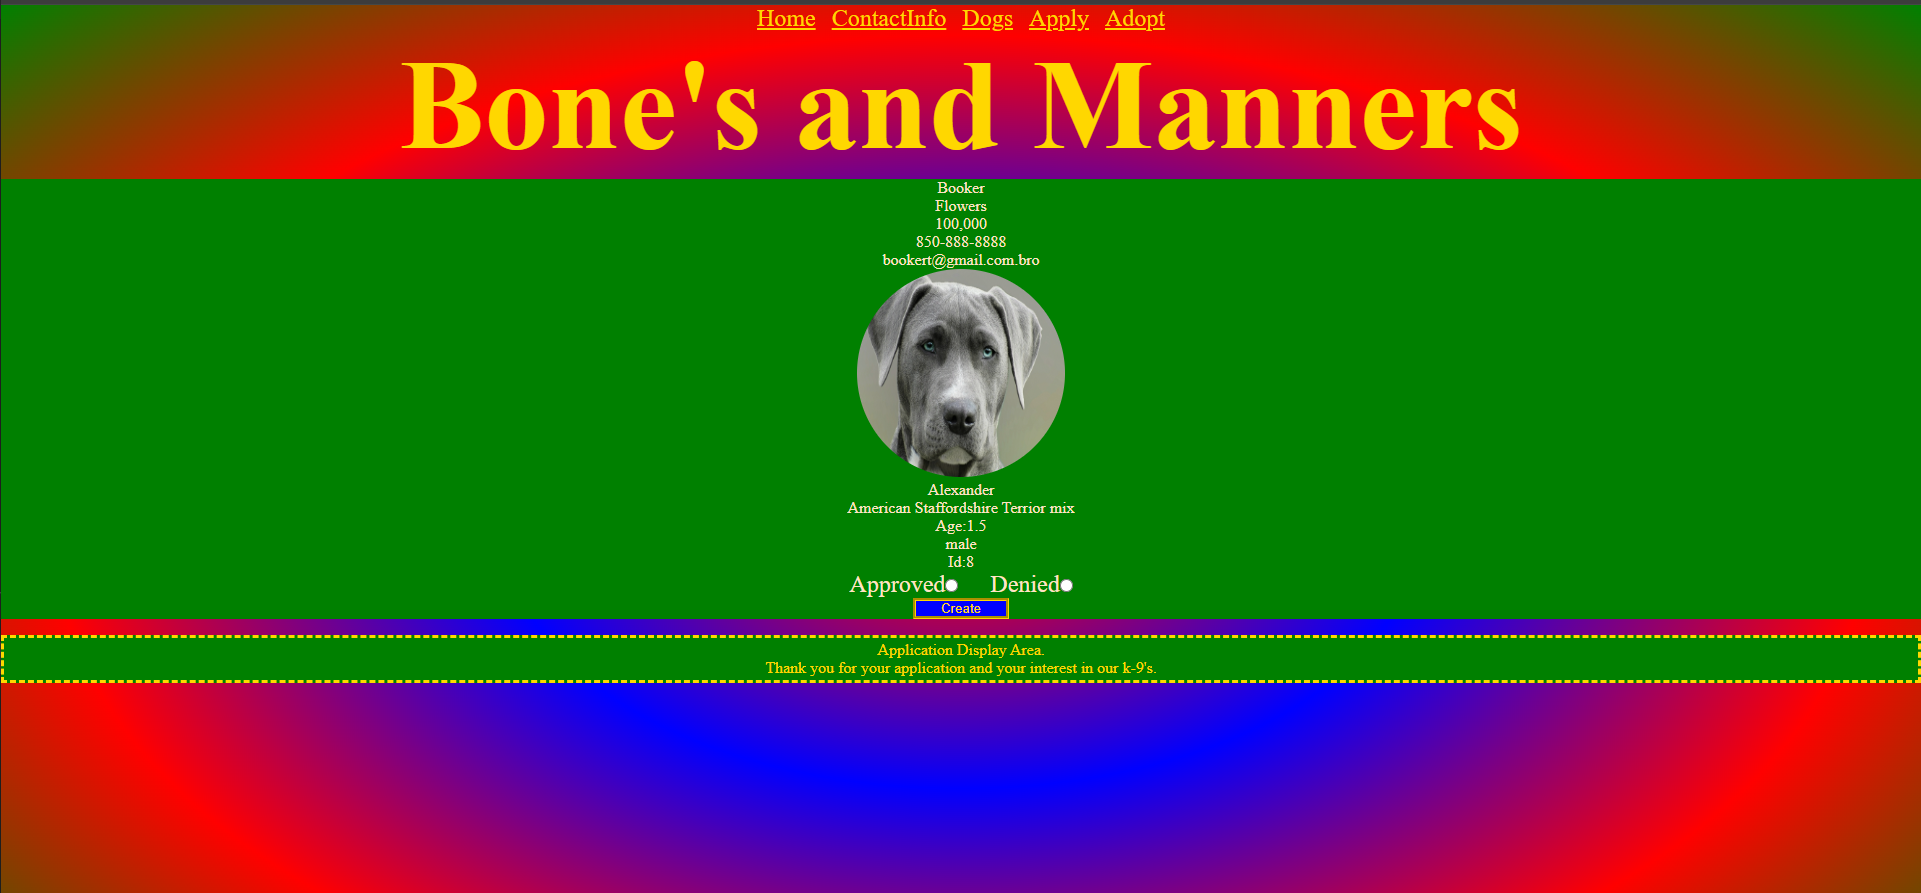 Home ContactInfo Dogs Apply Adopt
Bone's and Manners
Booker
Flowers
100,000
850-888-8888
bookert@gmail.com.bro
Alexander
American Staffordshire Terrior mix
Age:1.5
male
Id:8
Approved Denied
Create
Application Display Area.
Thank you for your application and your interest in our k-9's.